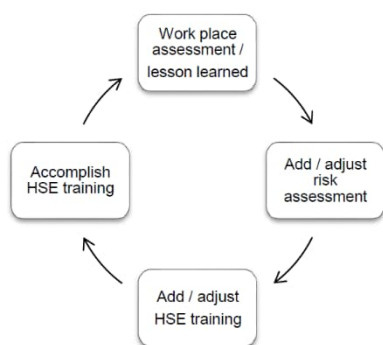 Work place
assessment /
lesson learned
Add / adjust
risk
assessment
Add / adjust
HSE training
Accomplish
HSE training